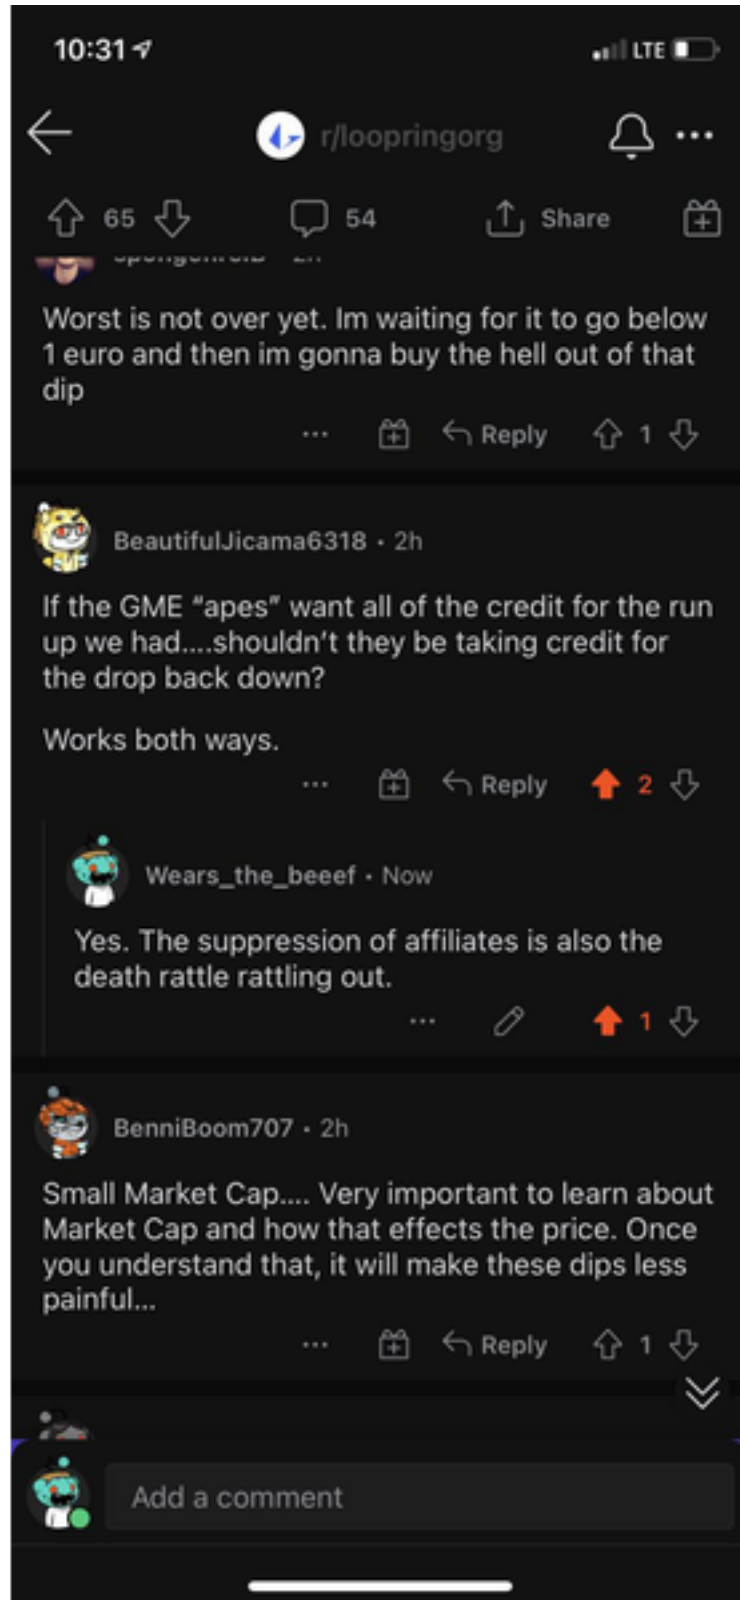 10:31
LTE
r/loopringorg
65
54
Share
Worst is not over yet. Im waiting for it to go below
1 euro and then im gonna buy the hell out of that
dip
Reply
1
BeautifulJicama6318 • 2h
If the GME “apes” want all of the credit for the run
up we had....shouldn't they be taking credit for
the drop back down?
Works both ways.
Reply
2
Wears_the_beeef • Now
Yes. The suppression of affiliates is also the
death rattle rattling out.
1
BenniBoom707 • 2h
Small Market Cap.... Very important to learn about
Market Cap and how that effects the price. Once
you understand that, it will make these dips less
painful...
Reply
1
Add a comment